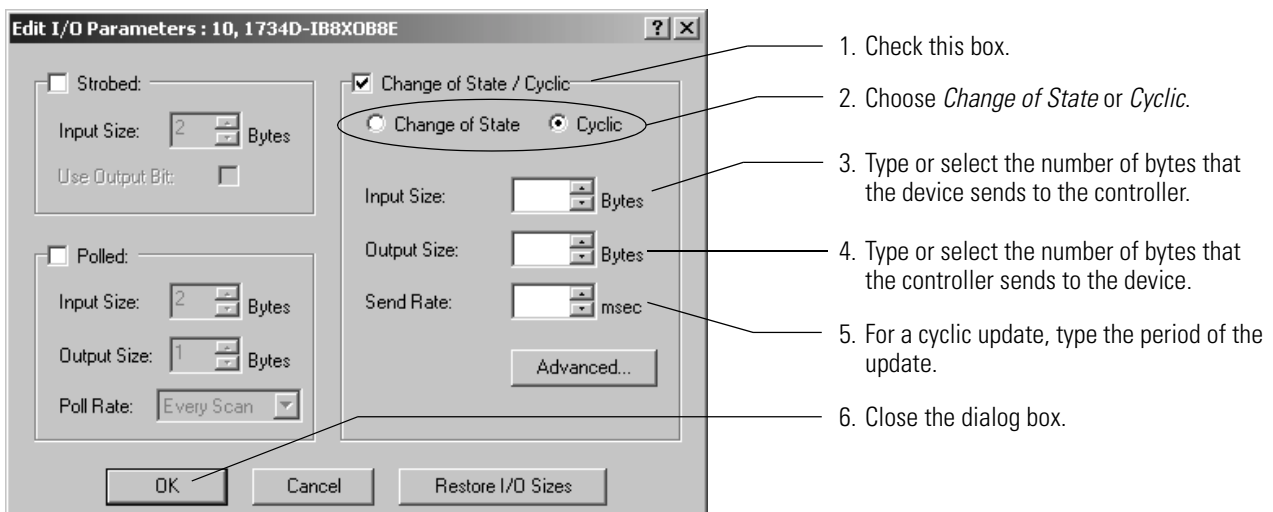 Edit I/O Parameters : 10, 1734D-IB8XOB8E
Strobed:
Input Size: 2 Bytes
Use Output Bit:
Polled:
Input Size: 2 Bytes
Output Size: 1 Bytes
Poll Rate: Every Scan
Change of State / Cyclic
Change of State Cyclic
Input Size: Bytes
Output Size: Bytes
Send Rate: msec
Advanced...
OK Cancel Restore I/O Sizes
1. Check this box.
2. Choose Change of State or Cyclic.
3. Type or select the number of bytes that
the device sends to the controller.
4. Type or select the number of bytes that
the controller sends to the device.
5. For a cyclic update, type the period of the
update.
6. Close the dialog box.